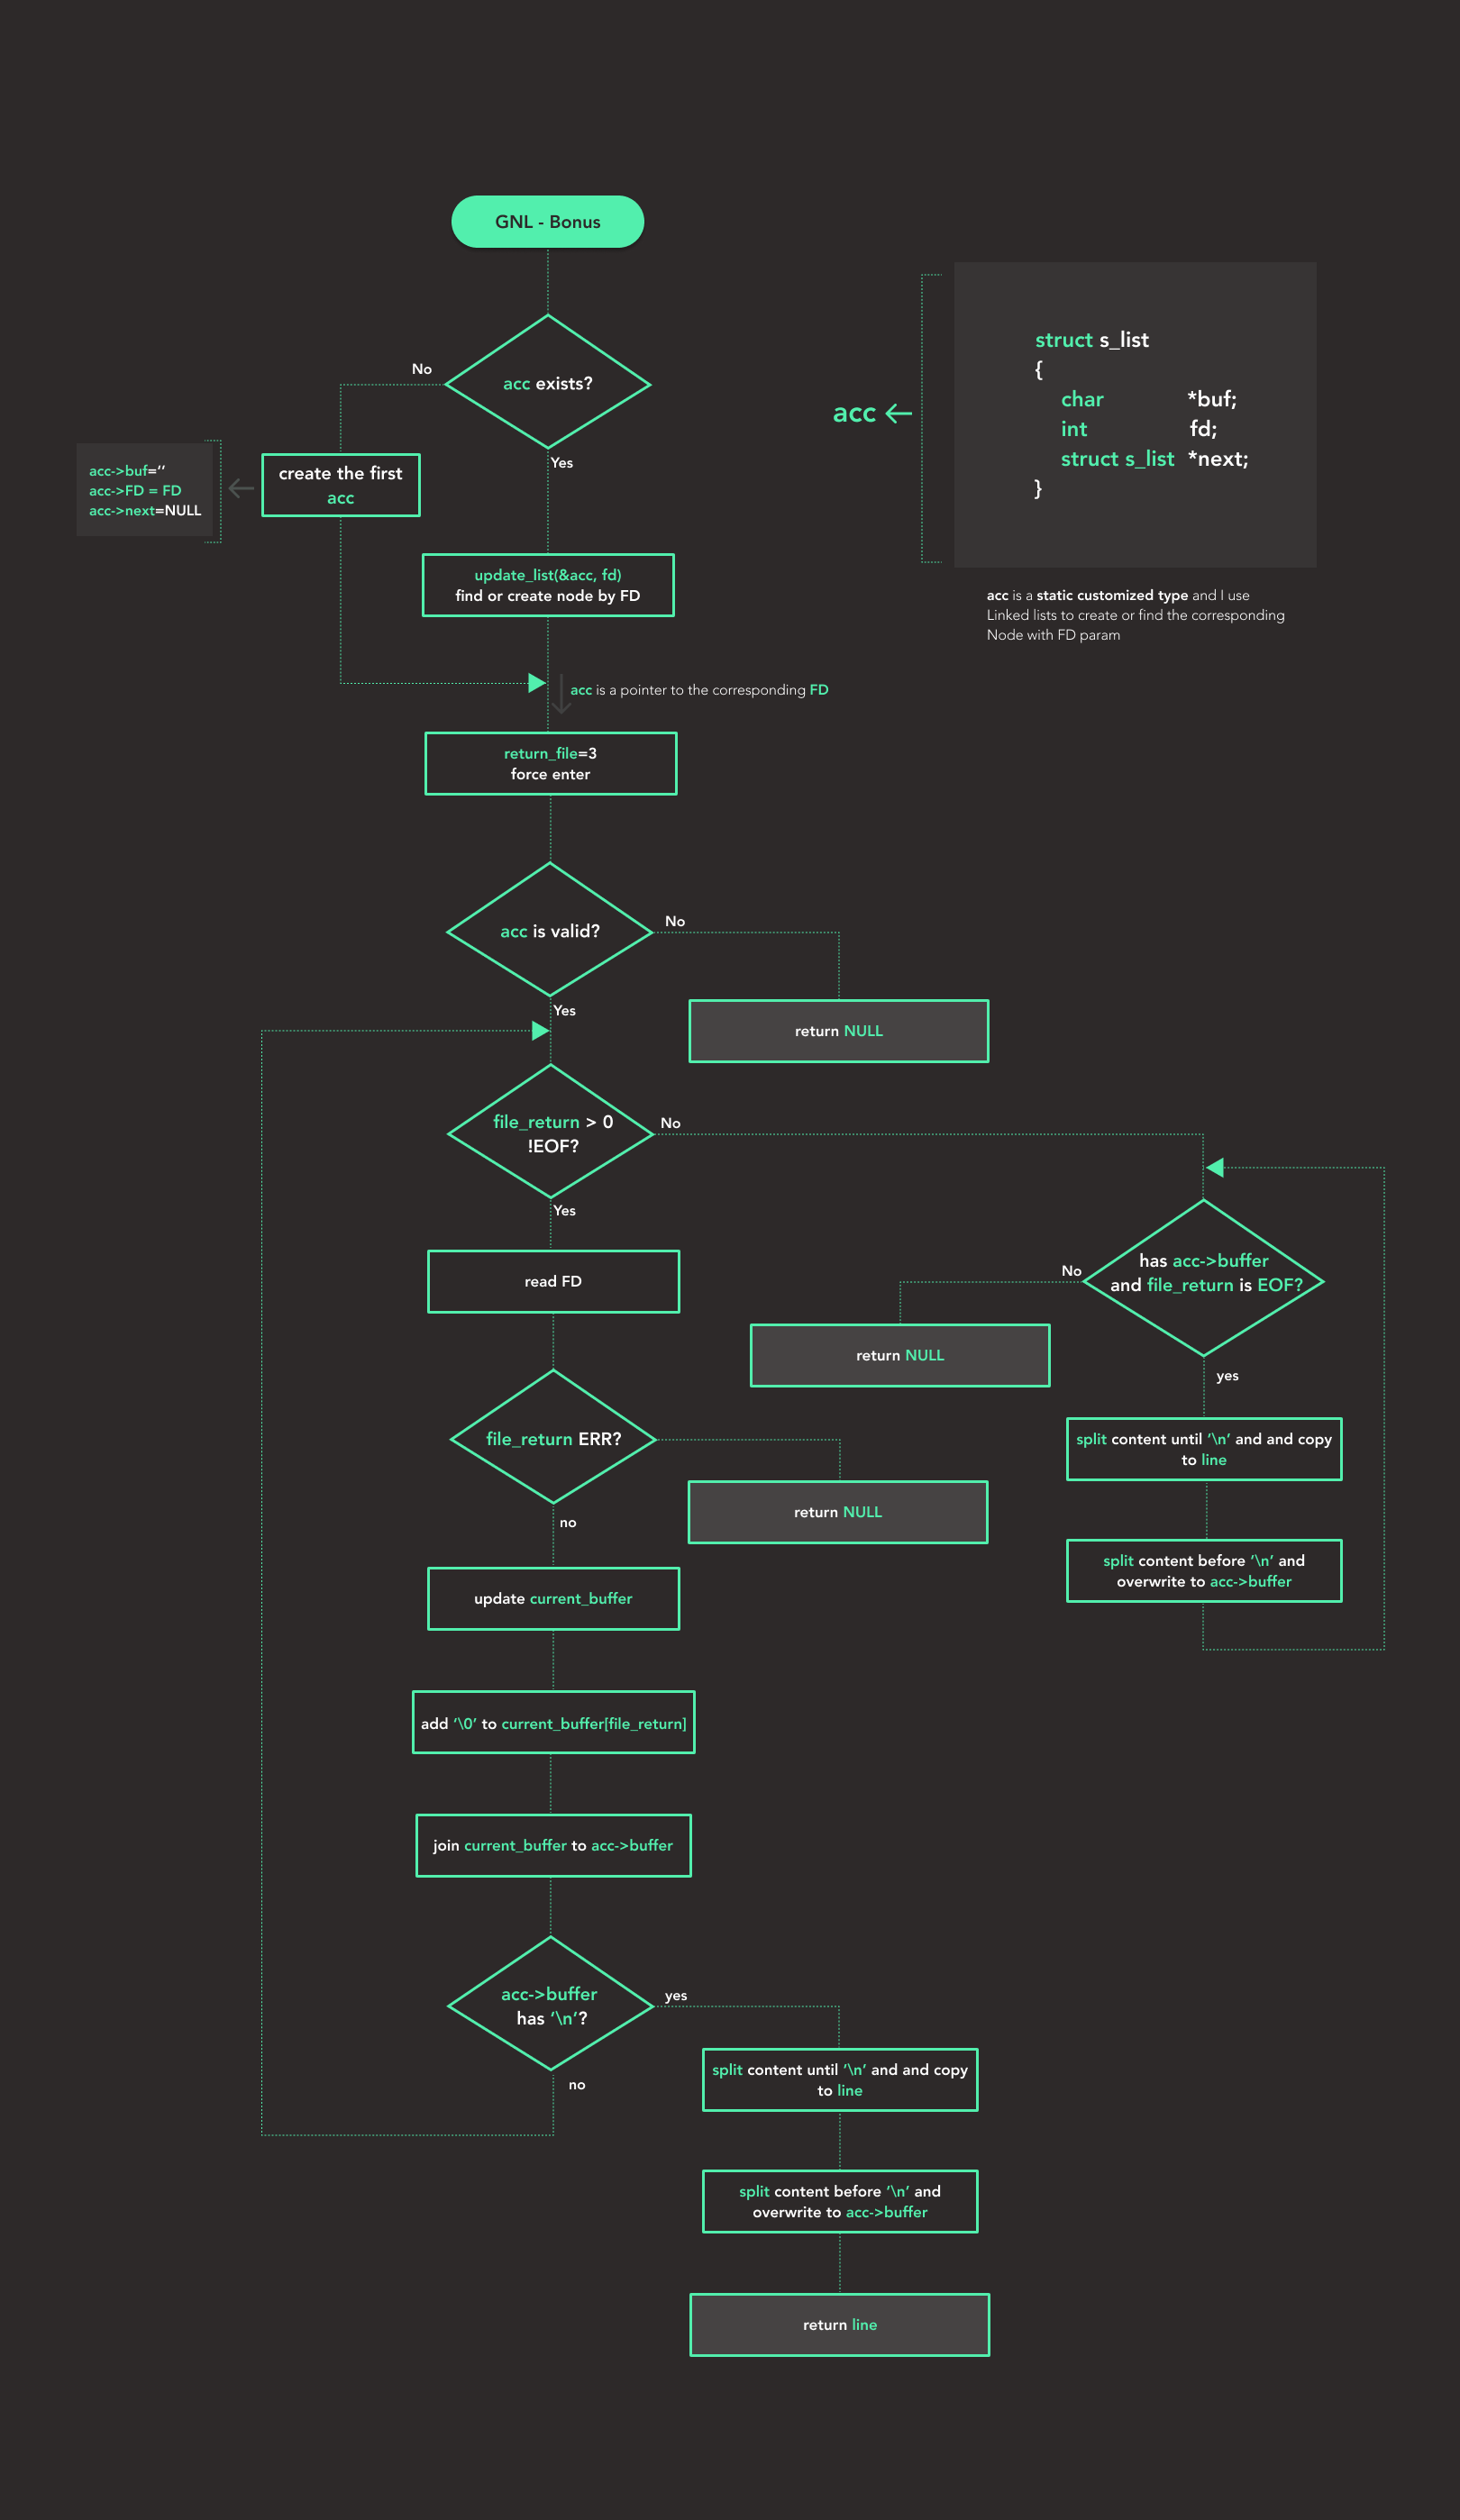 GNL - Bonus
struct s_list
{
char *buf;
int fd;
struct s_list *next;
}
acc
acc is a static customized type and I use
Linked lists to create or find the corresponding
Node with FD param
acc exists?
No
Yes
create the first
acc
acc->buf=‘‘
acc->FD = FD
acc->next=NULL
update_list(&acc, fd)
find or create node by FD
acc is a pointer to the corresponding FD
return_file=3
force enter
acc is valid?
No
return NULL
Yes
file_return > 0
!EOF?
No
Yes
has acc->buffer
and file_return is EOF?
No
return NULL
yes
split content until ‘\n’ and and copy
to line
split content before ‘\n’ and
overwrite to acc->buffer
read FD
file_return ERR?
return NULL
no
update current_buffer
add ‘\0’ to current_buffer[file_return]
join current_buffer to acc->buffer
acc->buffer
has ‘\n’?
yes
no
split content until ‘\n’ and and copy
to line
split content before ‘\n’ and
overwrite to acc->buffer
return line